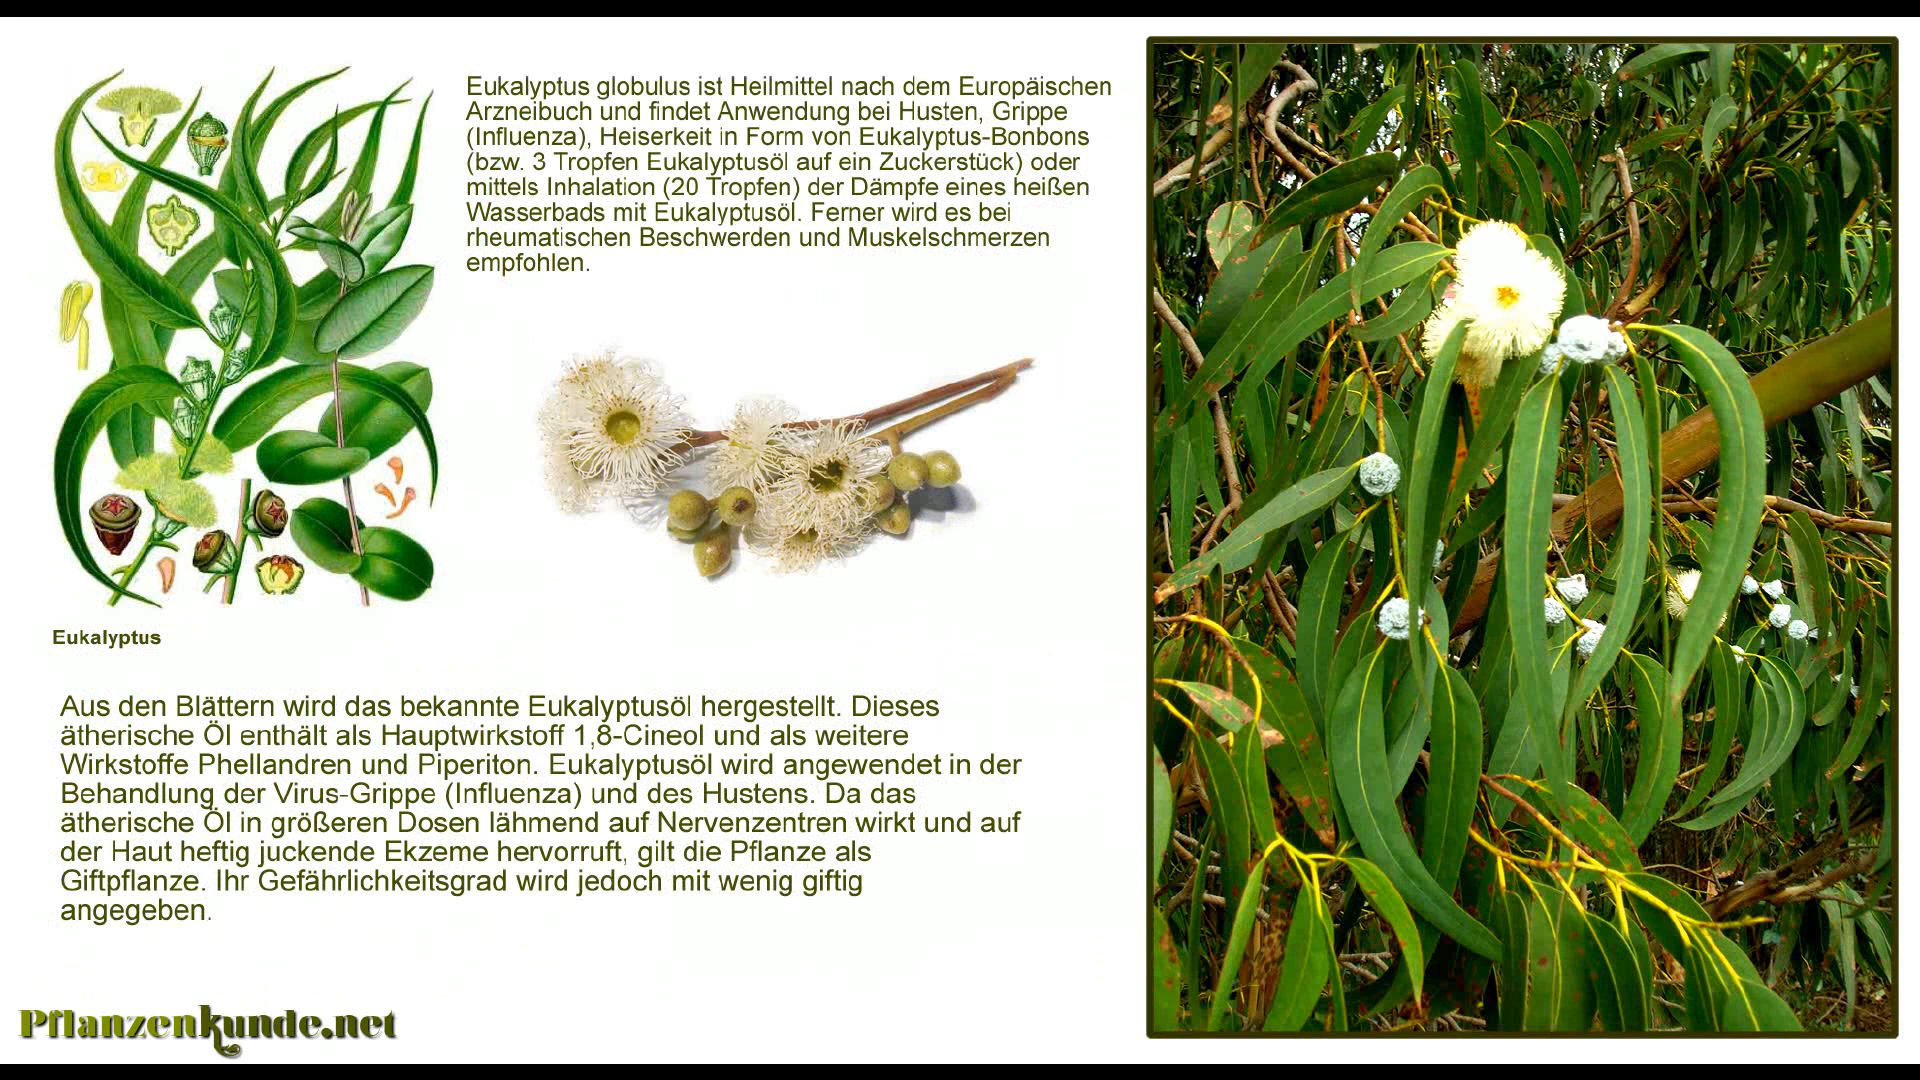 Eukalyptus globulus ist Heilmittel nach dem Europäischen
Arzneibuch und findet Anwendung bei Husten, Grippe
(Influenza), Heiserkeit in Form von Eukalyptus-Bonbons
(bzw. 3 Tropfen Eukalyptusöl auf ein Zuckerstück) oder
mittels Inhalation (20 Tropfen) der Dämpfe eines heißen
Wasserbads mit Eukalyptusöl. Ferner wird es bei
rheumatischen Beschwerden und Muskelschmerzen
empfohlen.
Eukalyptus
Aus den Blättern wird das bekannte Eukalyptusöl hergestellt. Dieses
ätherische Öl enthält als Hauptwirkstoff 1,8-Cineol und als weitere
Wirkstoffe Phellandren und Piperiton. Eukalyptusöl wird angewendet in der
Behandlung der Virus-Grippe (Influenza) und des Hustens. Da das
ätherische Öl in größeren Dosen lähmend auf Nervenzentren wirkt und auf
der Haut heftig juckende Ekzeme hervorruft, gilt die Pflanze als
Giftpflanze. Ihr Gefährlichkeitsgrad wird jedoch mit wenig giftig
angegeben.
Pflanzenkunde.net